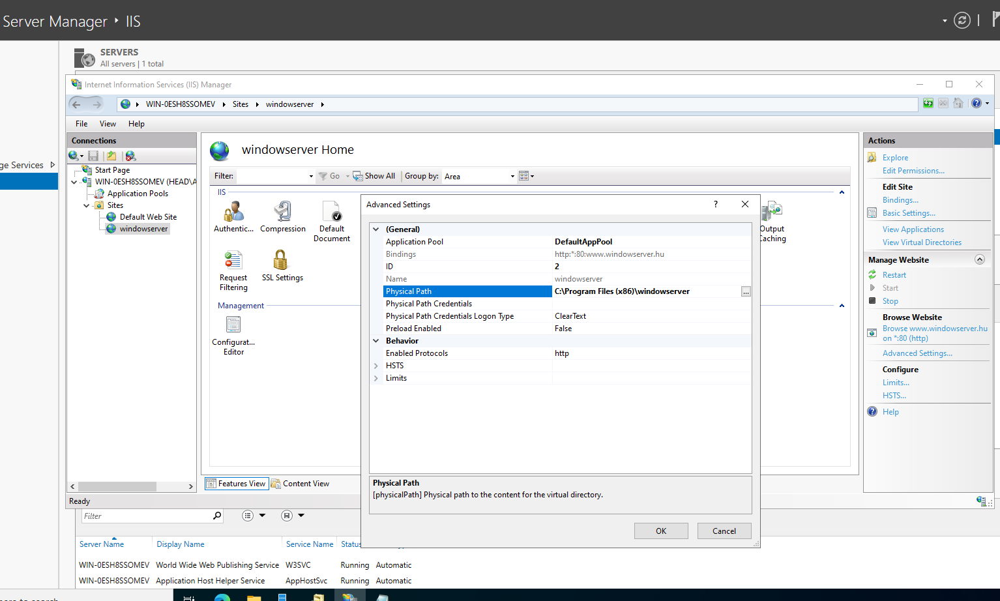 Server Manager ‣ IIS
SERVERS
All servers | 1 total
Internet Information Services (IIS) Manager
WIN-0ESH8SSOMEV
Sites
windowserver
File View Help
ge Services
Connections
Start Page
WIN-0ESH8SSOMEV (HEAD\A
Application Pools
Sites
Default Web Site
windowserver
windowserver Home
Filter:
Go
Show All
Group by:
Area
IIS
Authentic...
Compression
Default
Document
Output
Caching
Request
Filtering
SSL Settings
Management
Configurat...
Editor
Features View
Content View
Ready
Advanced Settings
?
(General)
Application Pool DefaultAppPool
Bindings http:*:80:www.windowserver.hu
ID 2
Name windowserver
Physical Path C:\Program Files (x86)\windowserver
...
Physical Path Credentials
Physical Path Credentials Logon Type ClearText
Preload Enabled False
Behavior
Enabled Protocols http
HSTS
Limits
Physical Path
[physicalPath] Physical path to the content for the virtual directory.
OK
Cancel
Actions
Explore
Edit Permissions...
Edit Site
Bindings...
Basic Settings...
View Applications
View Virtual Directories
Manage Website
Restart
Start
Stop
Browse Website
Browse www.windowserver.hu
on *:80 (http)
Advanced Settings...
Configure
Limits...
HSTS...
Help
Filter
Server Name Display Name Service Name Status
WIN-0ESH8SSOMEV World Wide Web Publishing Service W3SVC Running Automatic
WIN-0ESH8SSOMEV Application Host Helper Service AppHostSvc Running Automatic